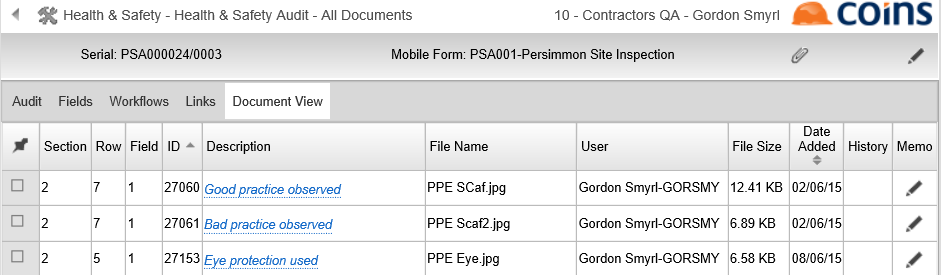 Health & Safety - Health & Safety Audit - All Documents 10 - Contractors QA - Gordon Smyrl coins
Serial: PSA000024/0003 Mobile Form: PSA001-Persimmon Site Inspection
Audit Fields Workflows Links Document View
Section Row Field ID Description File Name User File Size Date Added History Memo
2 7 1 27060 Good practice observed PPE SCaf.jpg Gordon Smyrl-GORSMY 12.41 KB 02/06/15
2 7 1 27061 Bad practice observed PPE Scaf2.jpg Gordon Smyrl-GORSMY 6.89 KB 02/06/15
2 5 1 27153 Eye protection used PPE Eye.jpg Gordon Smyrl-GORSMY 6.58 KB 08/06/15